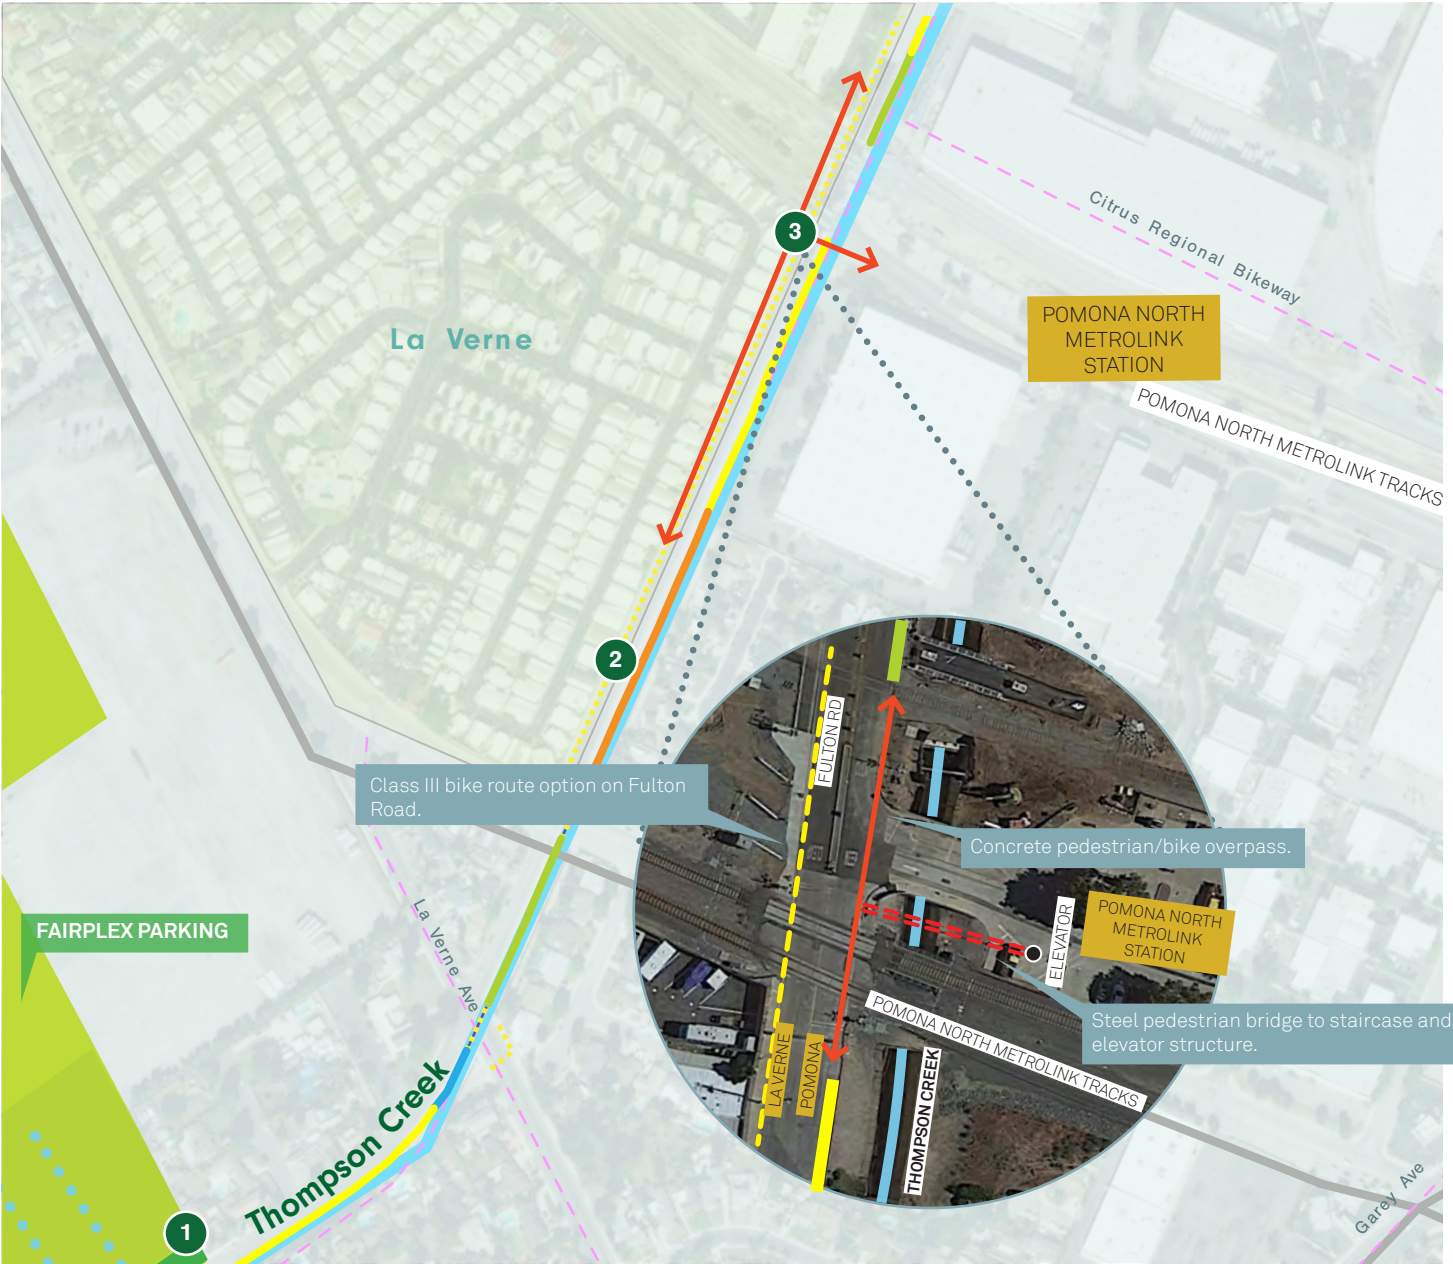 3
Citrus Regional Bikeway
POMONA NORTH
METROLINK
STATION
La Verne
POMONA NORTH METROLINK TRACKS
2
FULTON RD
Class III bike route option on Fulton
Road.
Concrete pedestrian/bike overpass.
FAIRPLEX PARKING
La Verne Ave
ELEVATOR
POMONA NORTH
METROLINK
STATION
POMONA NORTH METROLINK TRACKS
Steel pedestrian bridge to staircase and
elevator structure.
LA VERNE
POMONA
THOMPSON CREEK
Thompson Creek
Garey Ave
1